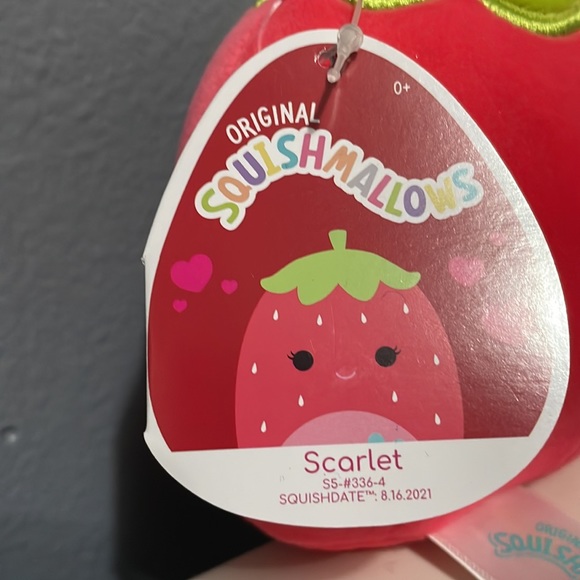 0+
ORIGINAL
SQUISHMALLOWS
Scarlet
S5-#336-4
SQUISHDATE™: 8.16.2021